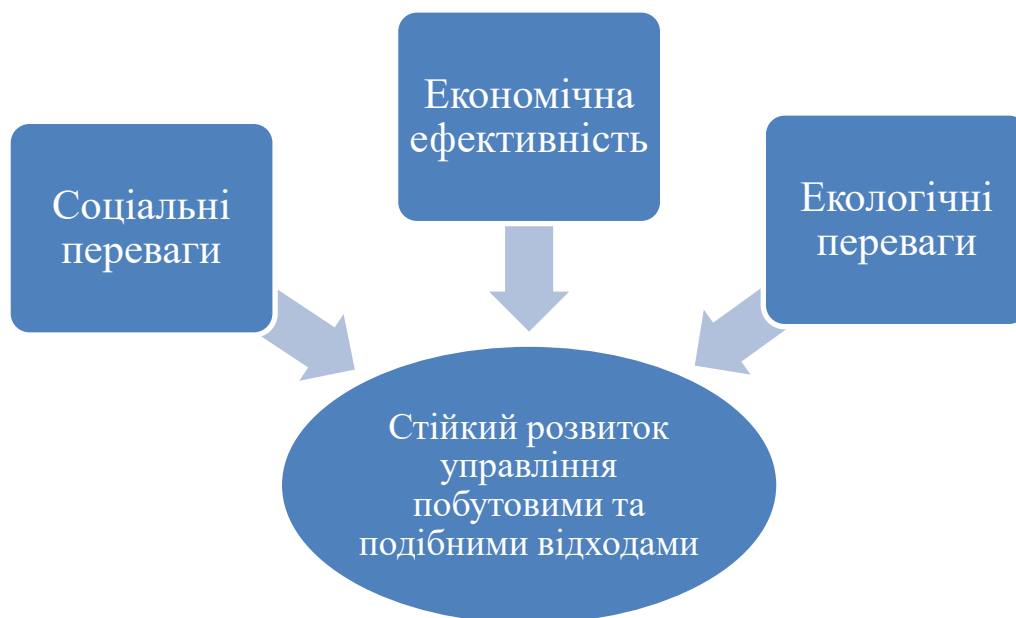 Соціальні
переваги
Економічна
ефективність
Екологічні
переваги
Стійкий розвиток
управління
побутовими та
подібними відходами